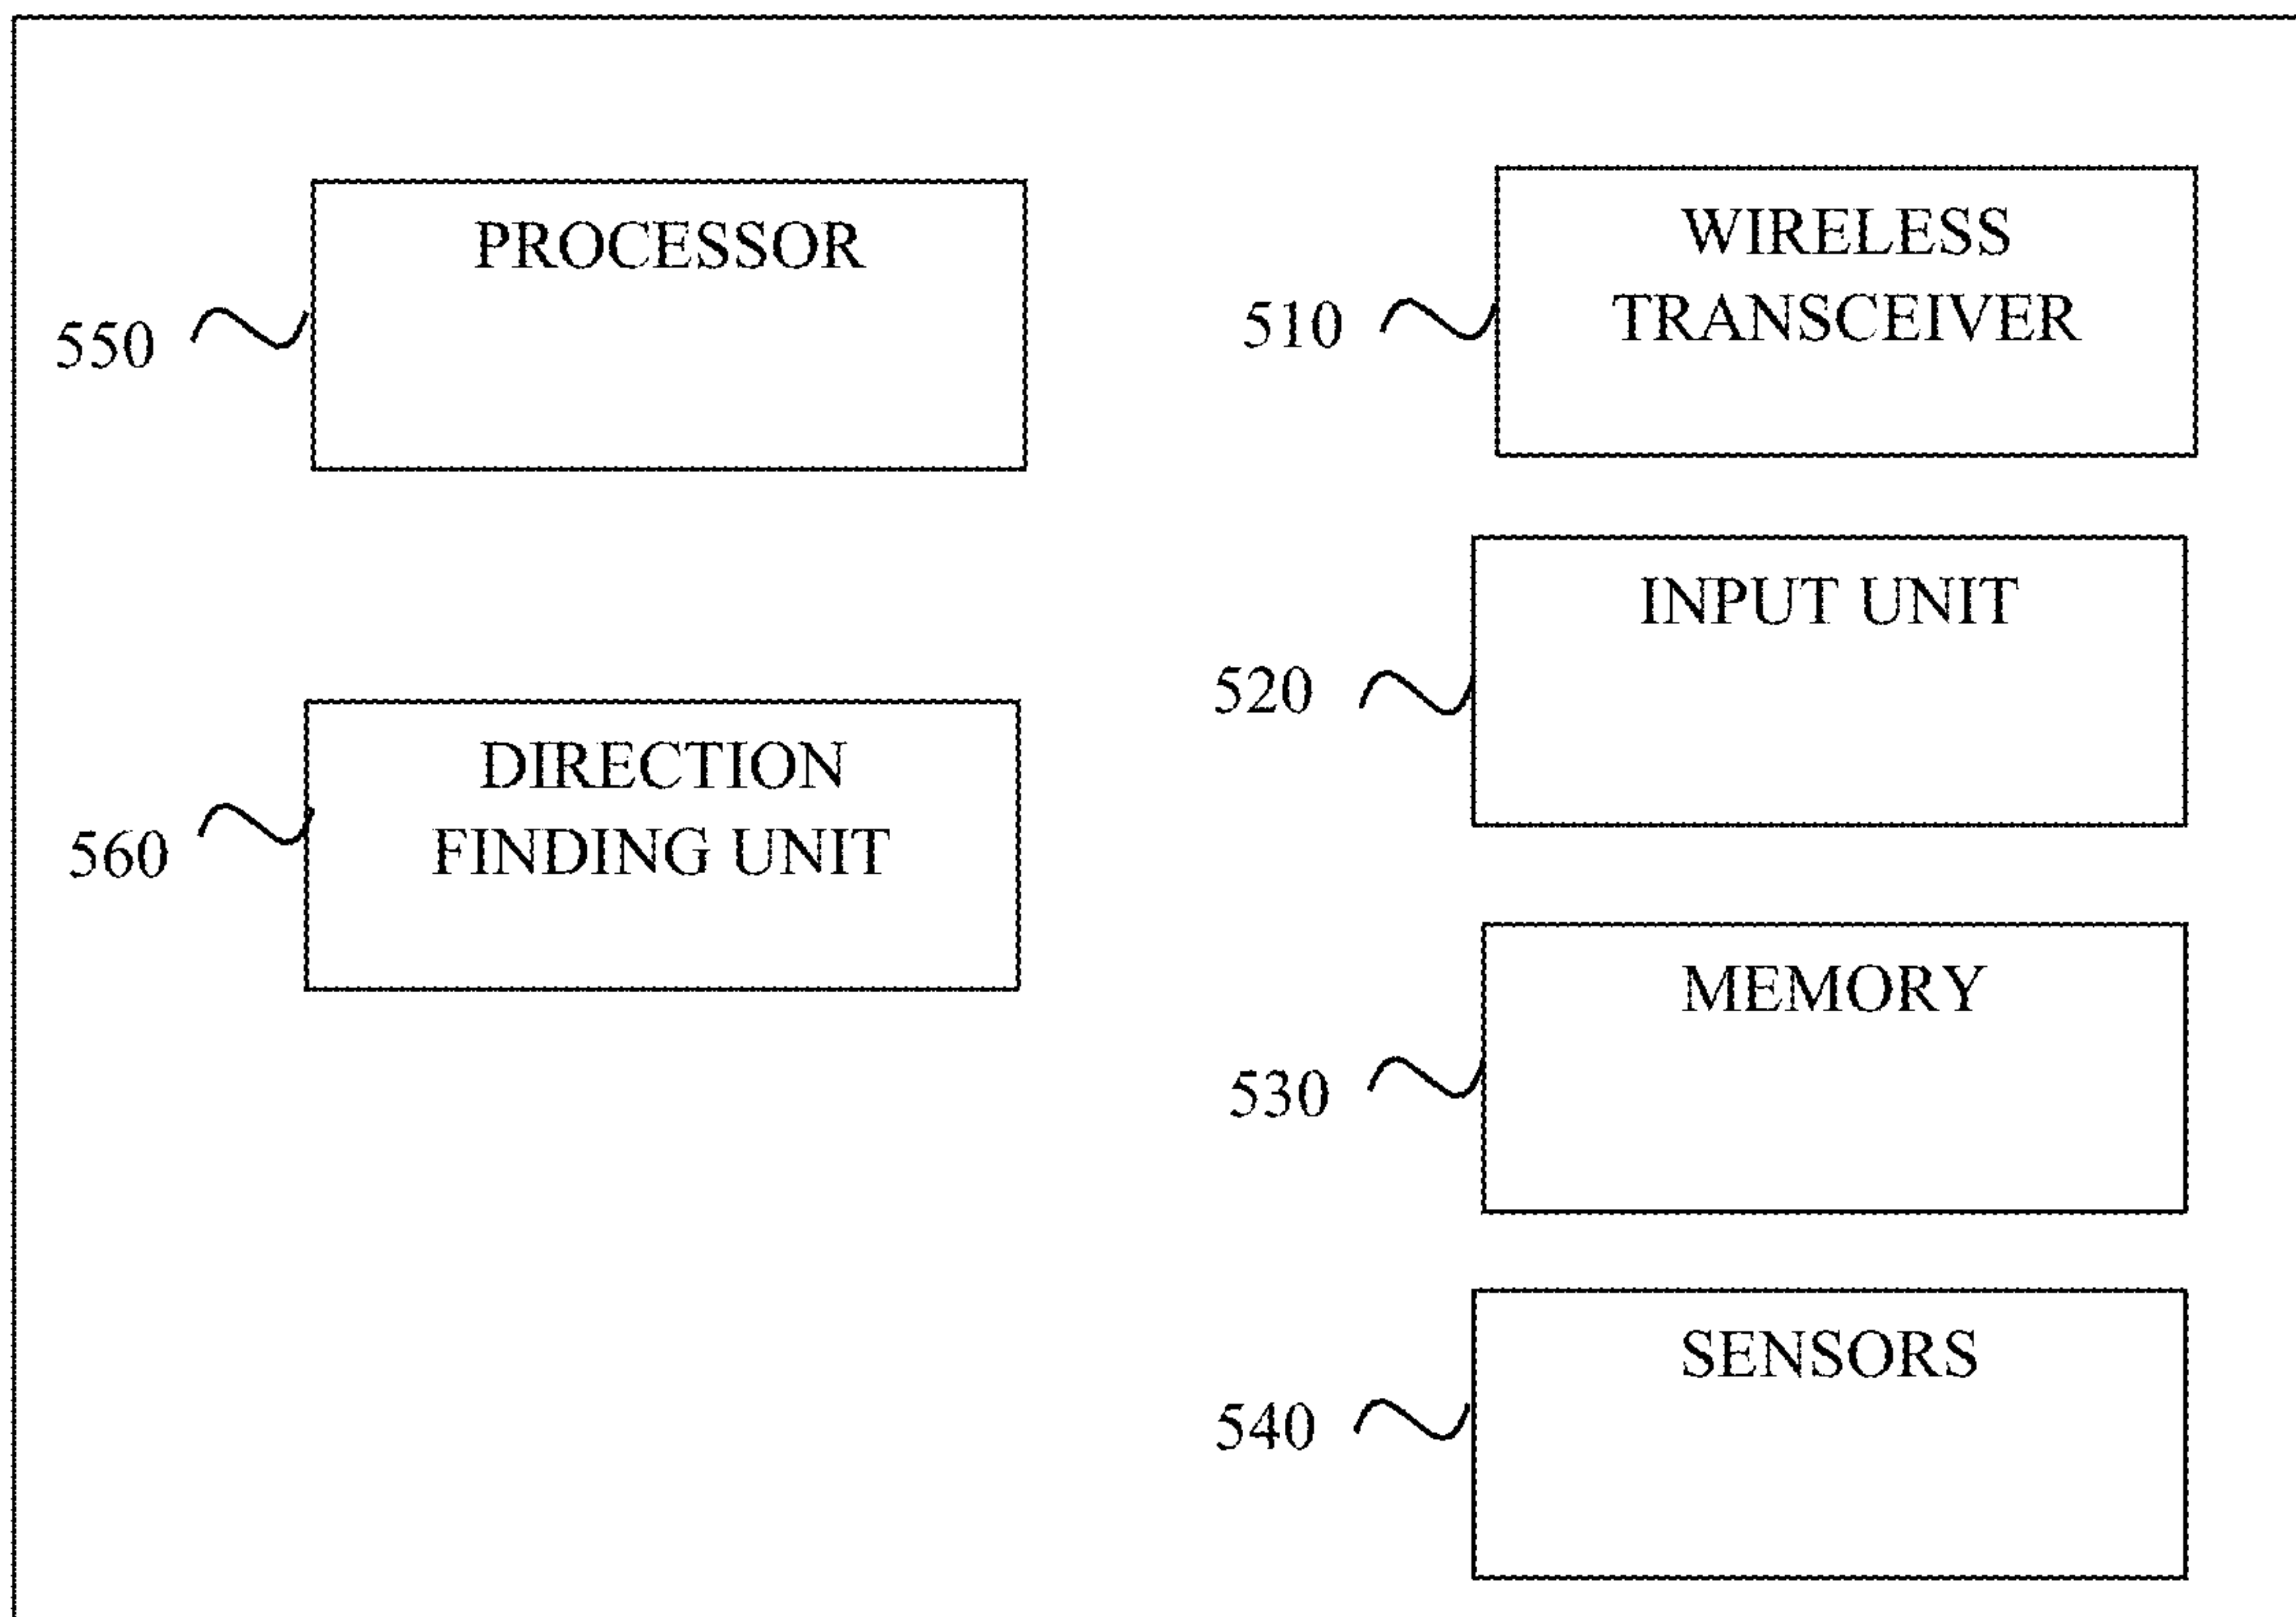 PROCESSOR
550
WIRELESS
TRANSCEIVER
510
INPUT UNIT
520
DIRECTION
FINDING UNIT
560
MEMORY
530
SENSORS
540